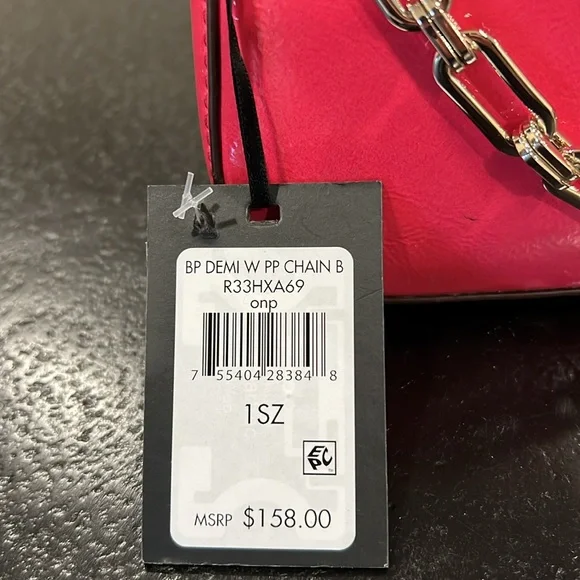 BP DEMI W PP CHAIN B
R33HXA69
onp
7 55404 28384 8
1SZ
EPC
MSRP $158.00